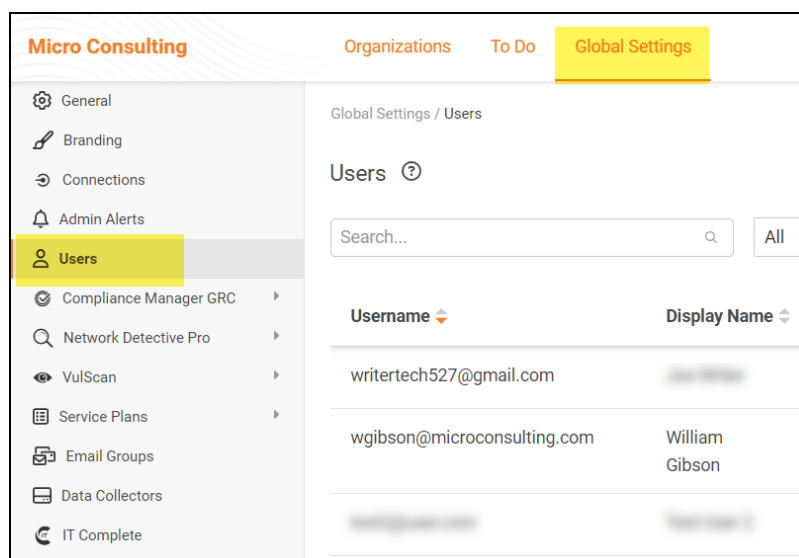 Micro Consulting
Organizations
To Do
Global Settings
General
Branding
Connections
Admin Alerts
Users
Compliance Manager GRC
Network Detective Pro
VulScan
Service Plans
Email Groups
Data Collectors
IT Complete
Global Settings / Users
Users
Search...
All
Username
Display Name
writertech527@gmail.com
wgibson@microconsulting.com
William
Gibson